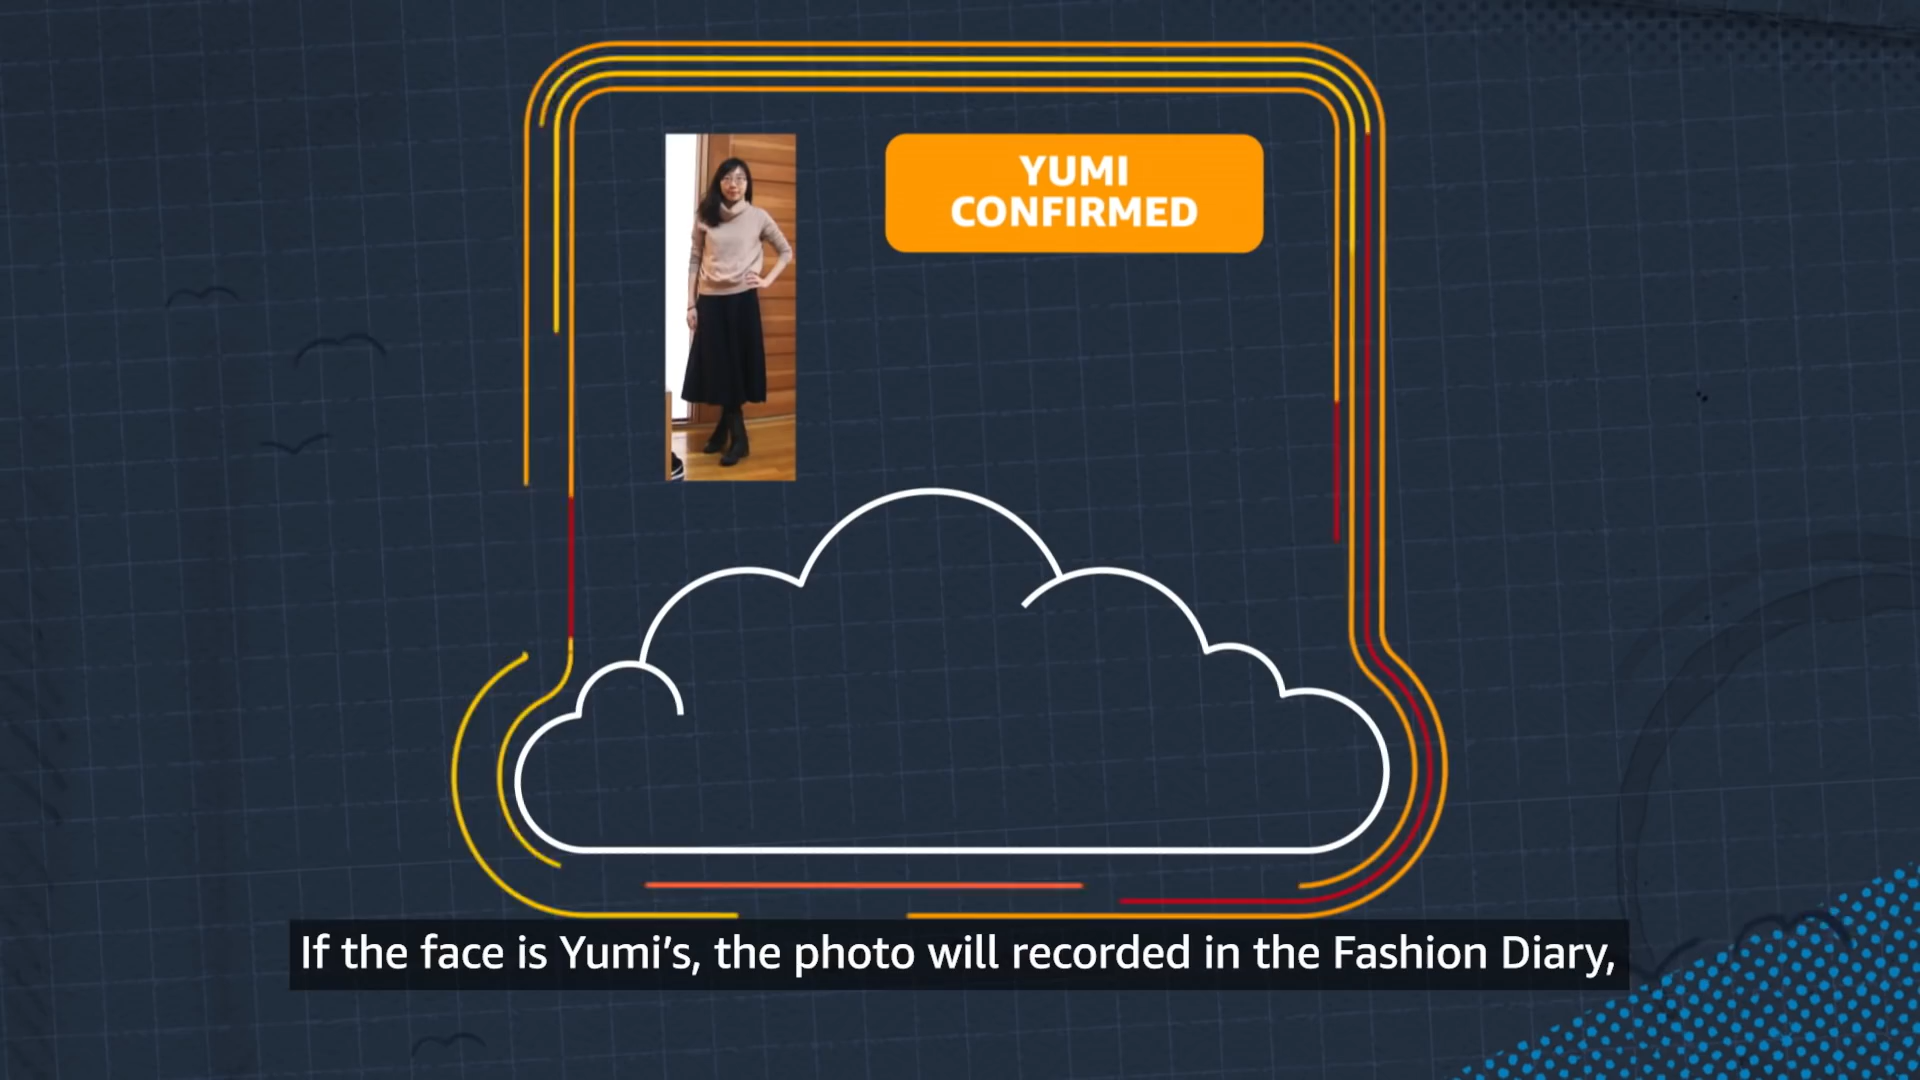 YUMI
CONFIRMED
If the face is Yumi’s, the photo will recorded in the Fashion Diary,